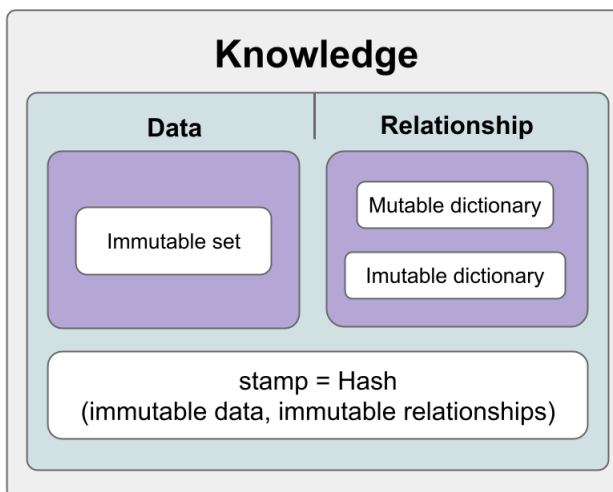 Knowledge
Data
Relationship
Immutable set
Mutable dictionary
Imutable dictionary
stamp = Hash
(immutable data, immutable relationships)